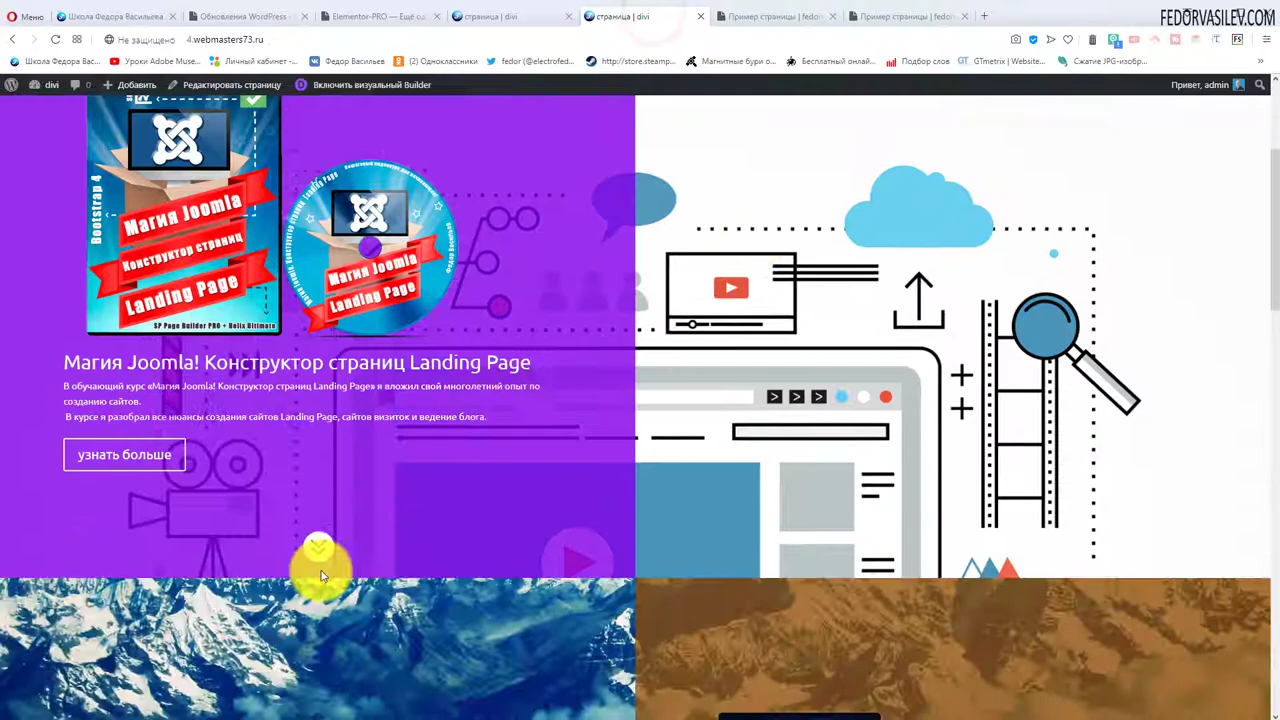 Меню
Школа Федора Васильева
Обновления WordPress
Elementor-PRO — Ещё од
страница | divi
страница | divi
Пример страницы | fedor
Пример страницы | fedor
FEDORVASILEV.COM
Не защищено
4.webmasters73.ru
Школа Федора Вас...
Уроки Adobe Muse...
Личный кабинет -...
Федор Васильев
(2) Одноклассники
fedor (@electrofed...
http://store.steamp...
Магнитные бури о...
Бесплатный онлай...
Подбор слов
GTmetrix | Website...
Сжатие JPG-изобр...
divi
0
Добавить
Редактировать страницу
Включить визуальный Builder
Привет, admin
Bootstrap 4
Магия Joomla
Конструктор страниц
Landing Page
SP Page Builder PRO + Helix Ultimate
Магия Joomla
Landing Page
Магия Joomla! Конструктор страниц Landing Page
В обучающий курс «Магия Joomla! Конструктор страниц Landing Page» я вложил свой многолетний опыт по
созданию сайтов.
В курсе я разобрал все нюансы создания сайтов Landing Page, сайтов визиток и ведение блога.
узнать больше